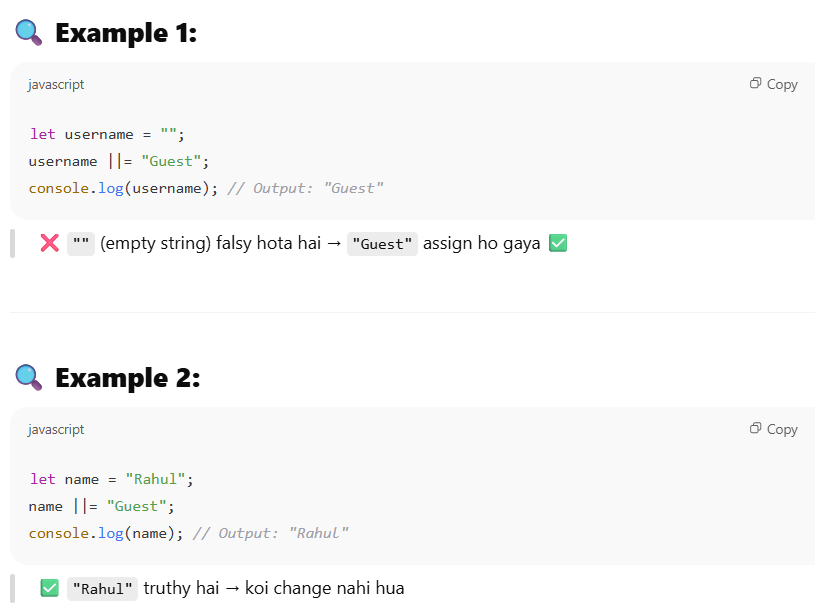 🔍 Example 1:
javascript
Copy
let username = "";
username ||= "Guest";
console.log(username); // Output: "Guest"
❌ "" (empty string) falsy hota hai → "Guest" assign ho gaya ✅
🔍 Example 2:
javascript
Copy
let name = "Rahul";
name ||= "Guest";
console.log(name); // Output: "Rahul"
✅ "Rahul" truthy hai → koi change nahi hua